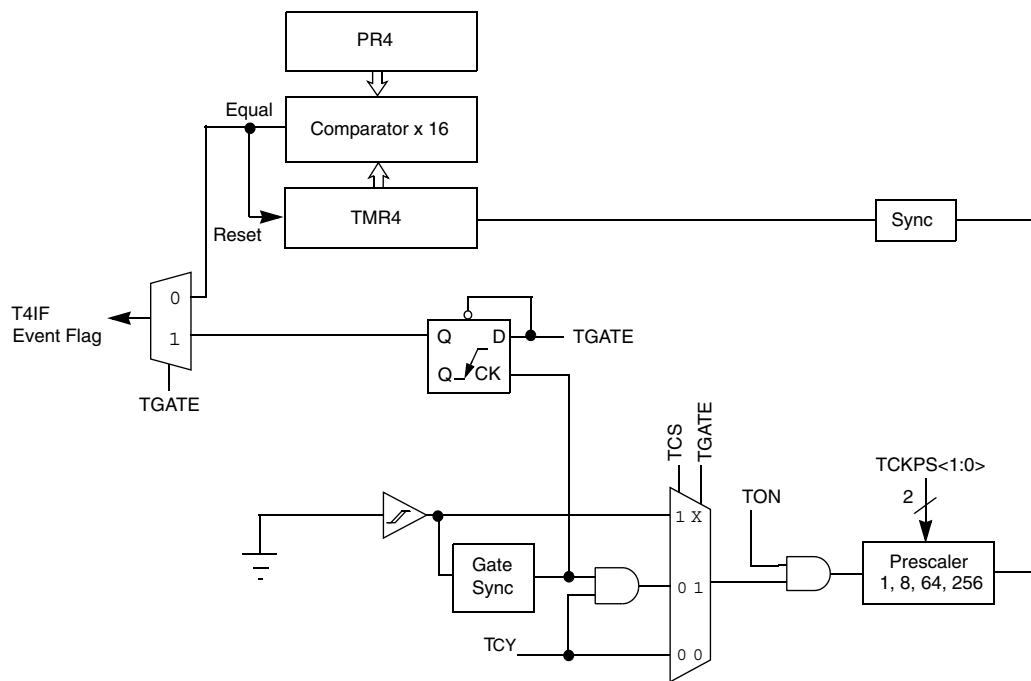 PR4
Equal
Comparator x 16
TMR4
Sync
Reset
0
T4IF
Event Flag
1
Q
D
TGATE
Q
CK
TGATE
TCS
TGATE
TCKPS<1:0>
TON
2
1 X
Gate
Sync
0 1
Prescaler
1, 8, 64, 256
TCY
0 0